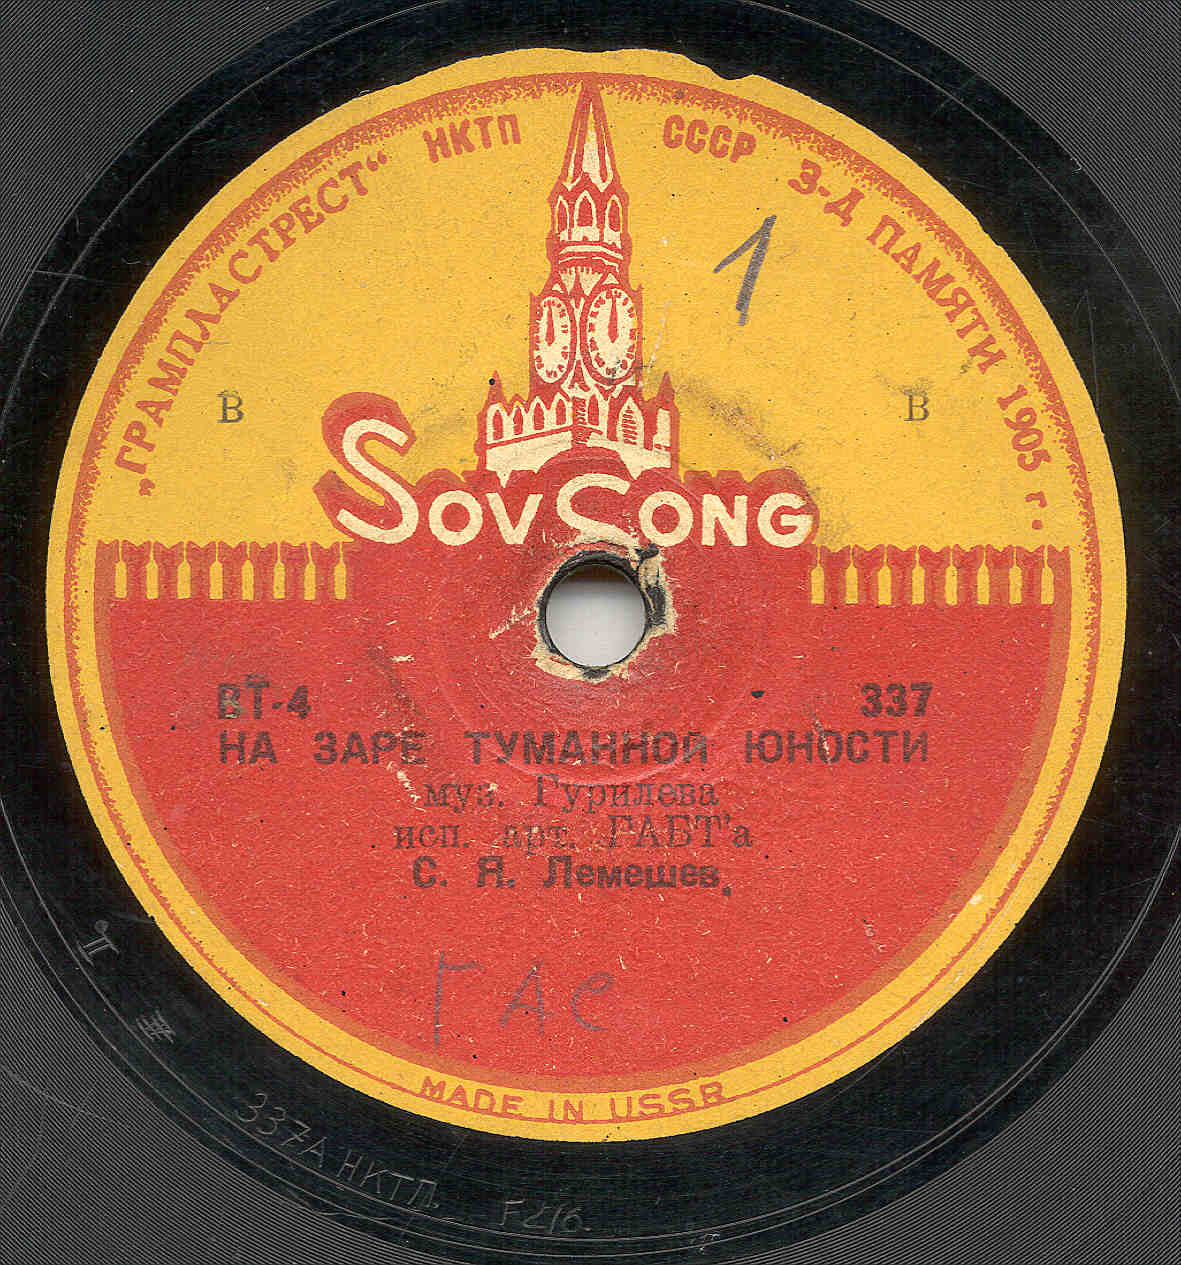 „ГРАМПЛАСТРЕСТ“ НКТП СССР З-Д ПАМЯТИ 1905 г.
1
В В
SOVSONG
ВТ-4 337
НА ЗАРЕ ТУМАННОЙ ЮНОСТИ
муз. Гурилева
исп. арт. ГАБТ'а
С. Я. Лемешев.
ГАС
MADE IN USSR
337А НКТП.